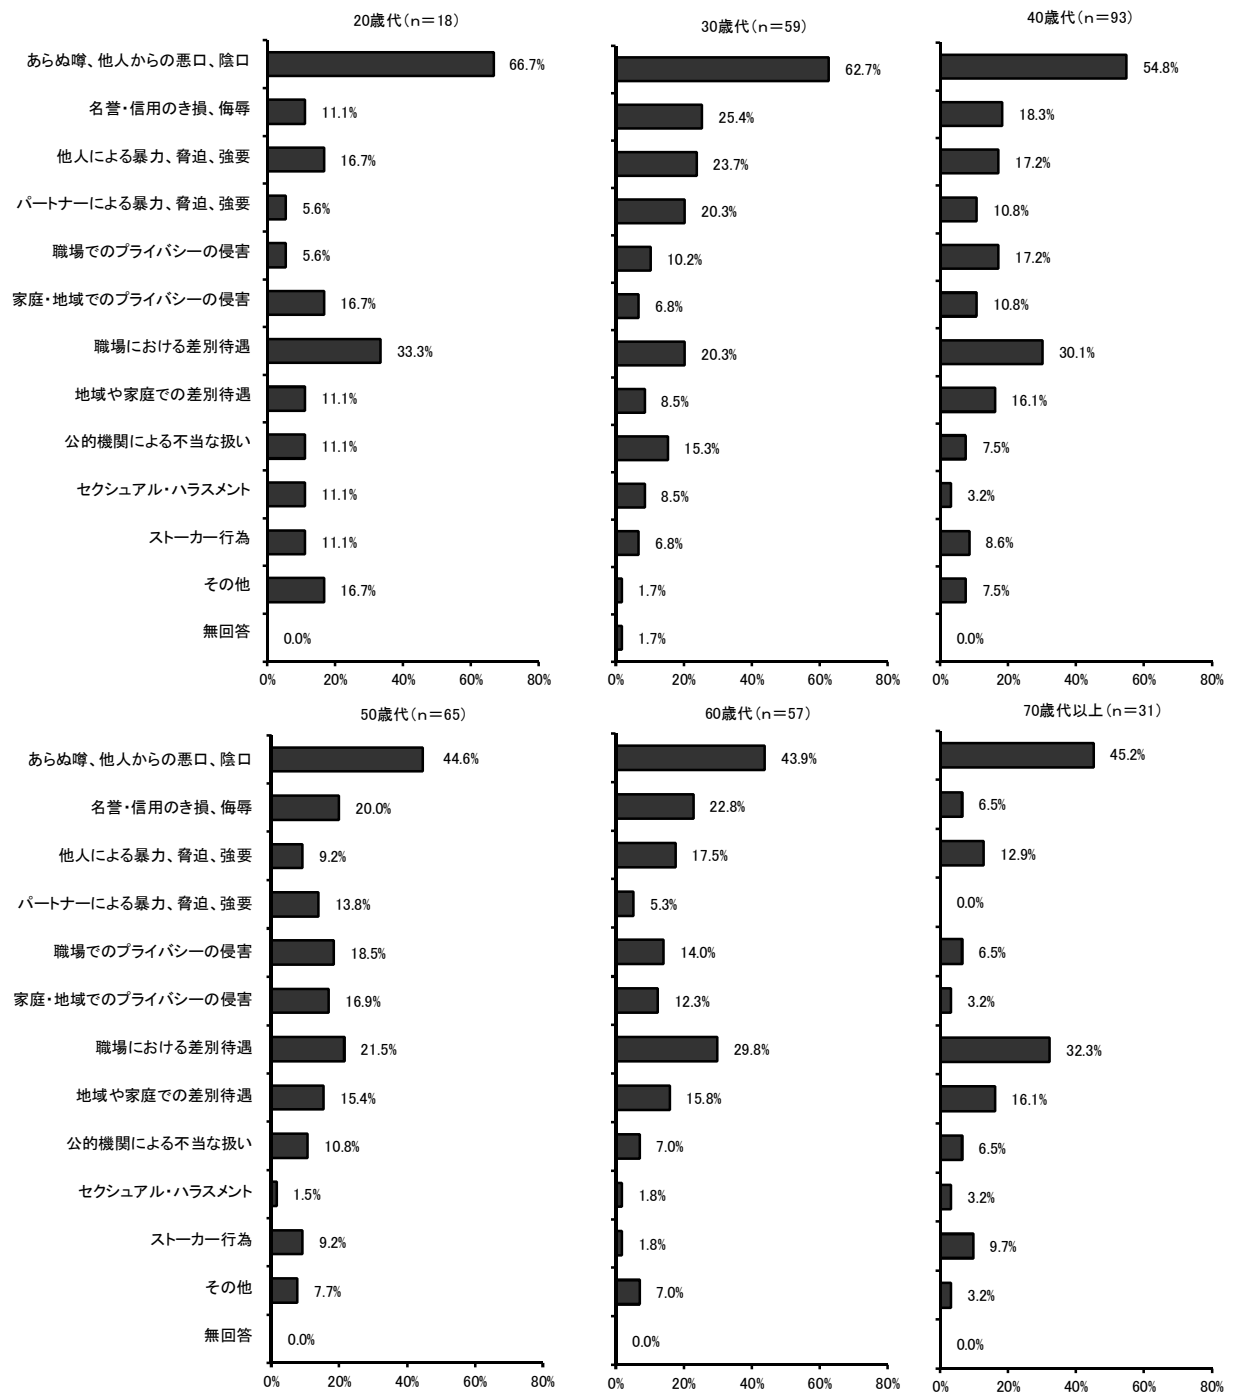 20歳代（ｎ＝18）
30歳代（ｎ＝59）
40歳代（ｎ＝93）
あらぬ噂、他人からの悪口、陰口 66.7% 62.7% 54.8%
名誉・信用のき損、侮辱 11.1% 25.4% 18.3%
他人による暴力、脅迫、強要 16.7% 23.7% 17.2%
パートナーによる暴力、脅迫、強要 5.6% 20.3% 10.8%
職場でのプライバシーの侵害 5.6% 10.2% 17.2%
家庭・地域でのプライバシーの侵害 16.7% 6.8% 10.8%
職場における差別待遇 33.3% 20.3% 30.1%
地域や家庭での差別待遇 11.1% 8.5% 16.1%
公的機関による不当な扱い 11.1% 15.3% 7.5%
セクシュアル・ハラスメント 11.1% 8.5% 3.2%
ストーカー行為 11.1% 6.8% 8.6%
その他 16.7% 1.7% 7.5%
無回答 0.0% 1.7% 0.0%
0% 20% 40% 60% 80% 0% 20% 40% 60% 80% 0% 20% 40% 60% 80%
50歳代（ｎ＝65）
60歳代（ｎ＝57）
70歳代以上（ｎ＝31）
あらぬ噂、他人からの悪口、陰口 44.6% 43.9% 45.2%
名誉・信用のき損、侮辱 20.0% 22.8% 6.5%
他人による暴力、脅迫、強要 9.2% 17.5% 12.9%
パートナーによる暴力、脅迫、強要 13.8% 5.3% 0.0%
職場でのプライバシーの侵害 18.5% 14.0% 6.5%
家庭・地域でのプライバシーの侵害 16.9% 12.3% 3.2%
職場における差別待遇 21.5% 29.8% 32.3%
地域や家庭での差別待遇 15.4% 15.8% 16.1%
公的機関による不当な扱い 10.8% 7.0% 6.5%
セクシュアル・ハラスメント 1.5% 1.8% 3.2%
ストーカー行為 9.2% 1.8% 9.7%
その他 7.7% 7.0% 3.2%
無回答 0.0% 0.0% 0.0%
0% 20% 40% 60% 80% 0% 20% 40% 60% 80% 0% 20% 40% 60% 80%